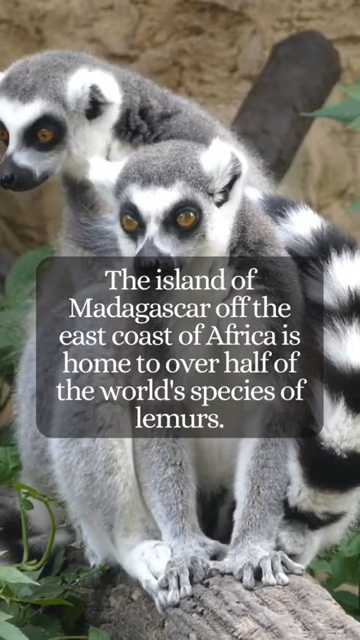 The island of
Madagascar off the
east coast of Africa is
home to over half of
the world's species of
lemurs.